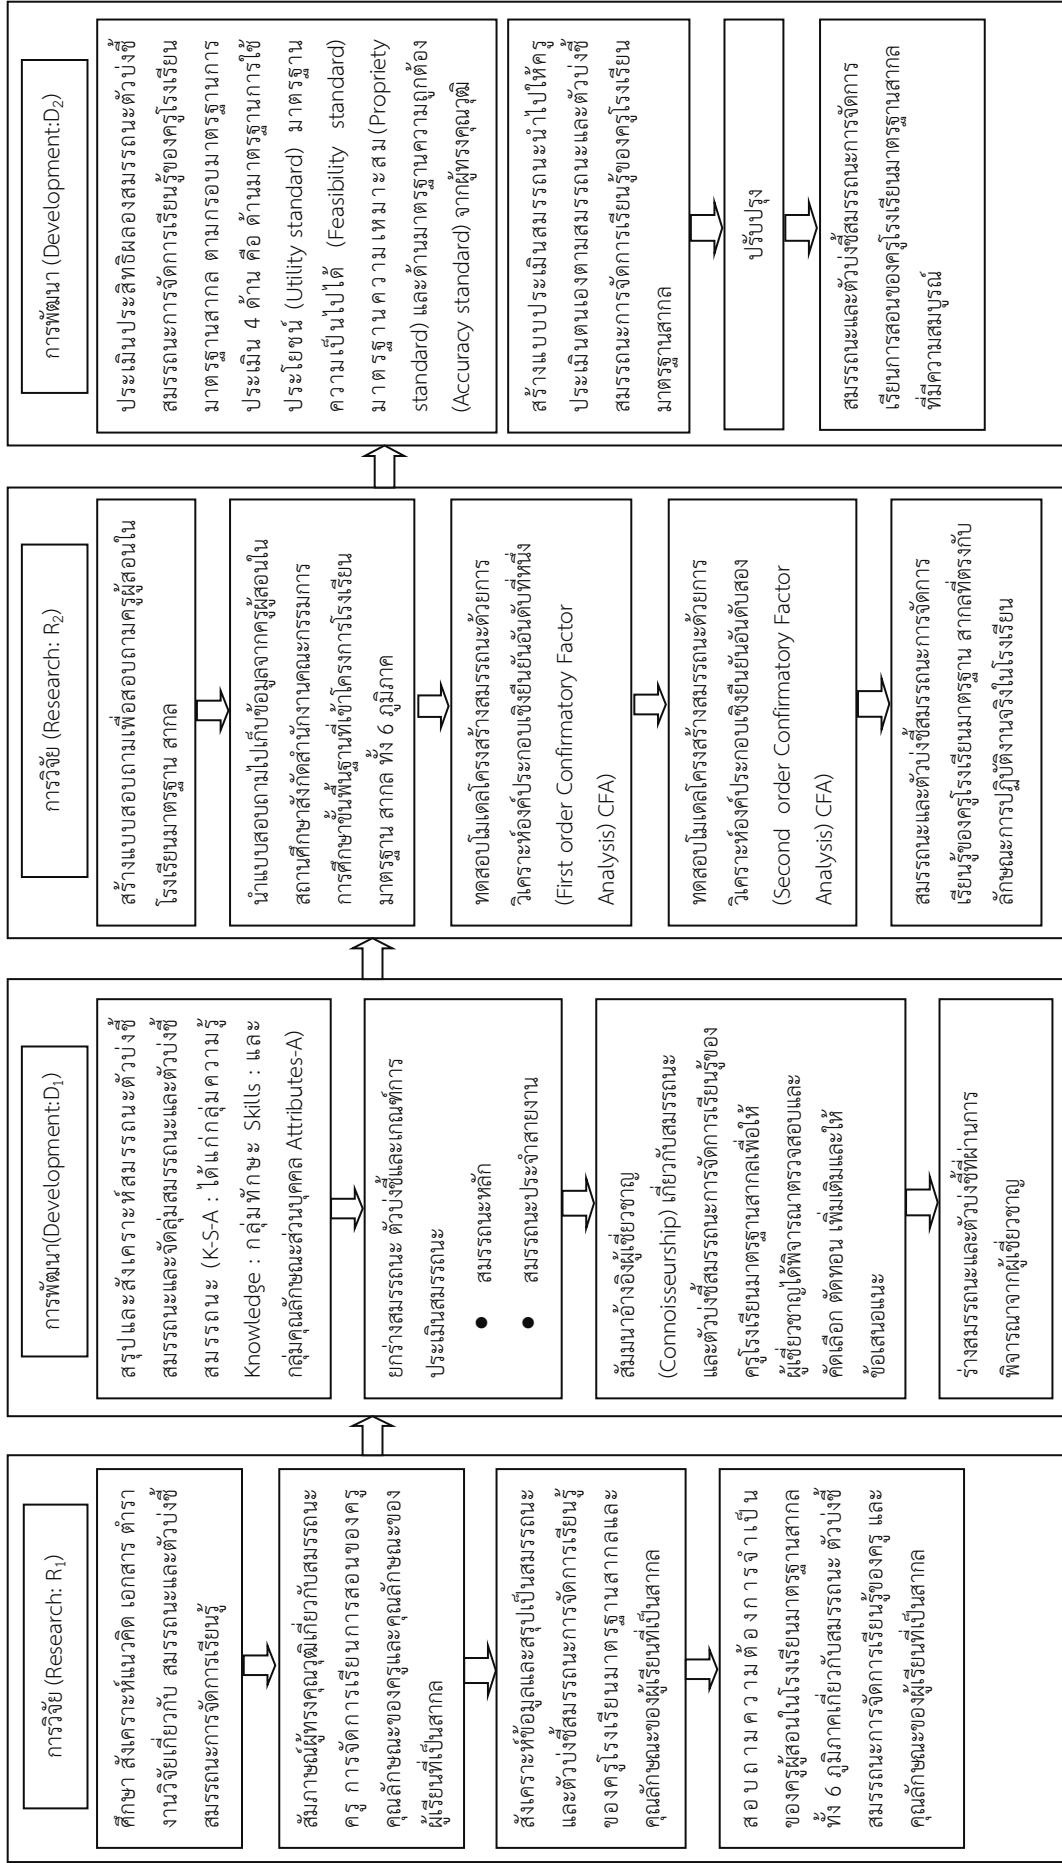 การวิจัย (Research: R1)
ศึกษา สังเคราะห์แนวคิด เอกสาร ตำรา
งานวิจัยเกี่ยวกับ สมรรถนะและตัวบ่งชี้
สมรรถนะการจัดการเรียนรู้
สัมภาษณ์ผู้ทรงคุณวุฒิเกี่ยวกับสมรรถนะ
ครู การจัดการเรียนการสอนของครู
คุณลักษณะของครูและคุณลักษณะของ
ผู้เรียนที่เป็นสากล
สังเคราะห์ข้อมูลและสรุปเป็นสมรรถนะ
และตัวบ่งชี้สมรรถนะการจัดการเรียนรู้
ของครูโรงเรียนมาตรฐานสากลและ
คุณลักษณะของผู้เรียนที่เป็นสากล
สอบถามความต้องการจำเป็น
ของครูผู้สอนในโรงเรียนมาตรฐานสากล
ทั้ง 6 ภูมิภาคเกี่ยวกับสมรรถนะ ตัวบ่งชี้
สมรรถนะการจัดการเรียนรู้ของครู และ
คุณลักษณะของผู้เรียนที่เป็นสากล
การพัฒนา(Development:D1)
สรุปและสังเคราะห์สมรรถนะตัวบ่งชี้
สมรรถนะและจัดกลุ่มสมรรถนะและตัวบ่งชี้
สมรรถนะ (K-S-A : ได้แก่กลุ่มความรู้
Knowledge : กลุ่มทักษะ Skills : และ
กลุ่มคุณลักษณะส่วนบุคคล Attributes-A)
ยกร่างสมรรถนะ ตัวบ่งชี้และเกณฑ์การ
ประเมินสมรรถนะ
● สมรรถนะหลัก
● สมรรถนะประจำสายงาน
สัมมนาอ้างอิงผู้เชี่ยวชาญ
(Connoisseurship) เกี่ยวกับสมรรถนะ
และตัวบ่งชี้สมรรถนะการจัดการเรียนรู้ของ
ครูโรงเรียนมาตรฐานสากลเพื่อให้
ผู้เชี่ยวชาญได้พิจารณาตรวจสอบและ
คัดเลือก ตัดทอน เพิ่มเติมและให้
ข้อเสนอแนะ
ร่างสมรรถนะและตัวบ่งชี้ที่ผ่านการ
พิจารณาจากผู้เชี่ยวชาญ
การวิจัย (Research: R2)
สร้างแบบสอบถามเพื่อสอบถามครูผู้สอนใน
โรงเรียนมาตรฐาน สากล
นำแบบสอบถามไปเก็บข้อมูลจากครูผู้สอนใน
สถานศึกษาสังกัดสำนักงานคณะกรรมการ
การศึกษาขั้นพื้นฐานที่เข้าโครงการโรงเรียน
มาตรฐาน สากล ทั้ง 6 ภูมิภาค
ทดสอบโมเดลโครงสร้างสมรรถนะด้วยการ
วิเคราะห์องค์ประกอบเชิงยืนยันอันดับที่หนึ่ง
(First order Confirmatory Factor
Analysis) CFA)
ทดสอบโมเดลโครงสร้างสมรรถนะด้วยการ
วิเคราะห์องค์ประกอบเชิงยืนยันอันดับสอง
(Second order Confirmatory Factor
Analysis) CFA)
สมรรถนะและตัวบ่งชี้สมรรถนะการจัดการ
เรียนรู้ของครูโรงเรียนมาตรฐาน สากลที่ตรงกับ
ลักษณะการปฏิบัติงานจริงในโรงเรียน
การพัฒนา (Development:D2)
ประเมินประสิทธิผลองสมรรถนะตัวบ่งชี้
สมรรถนะการจัดการเรียนรู้ของครูโรงเรียน
มาตรฐานสากล ตามกรอบมาตรฐานการ
ประเมิน 4 ด้าน คือ ด้านมาตรฐานการใช้
ประโยชน์ (Utility standard) มาตรฐาน
ความเป็นไปได้ (Feasibility standard)
มาตรฐานความเหมาะสม(Propriety
standard) และด้านมาตรฐานความถูกต้อง
(Accuracy standard) จากผู้ทรงคุณวุฒิ
สร้างแบบประเมินสมรรถนะนำไปให้ครู
ประเมินตนเองตามสมรรถนะและตัวบ่งชี้
สมรรถนะการจัดการเรียนรู้ของครูโรงเรียน
มาตรฐานสากล
ปรับปรุง
สมรรถนะและตัวบ่งชี้สมรรถนะการจัดการ
เรียนการสอนของครูโรงเรียนมาตรฐานสากล
ที่มีความสมบูรณ์